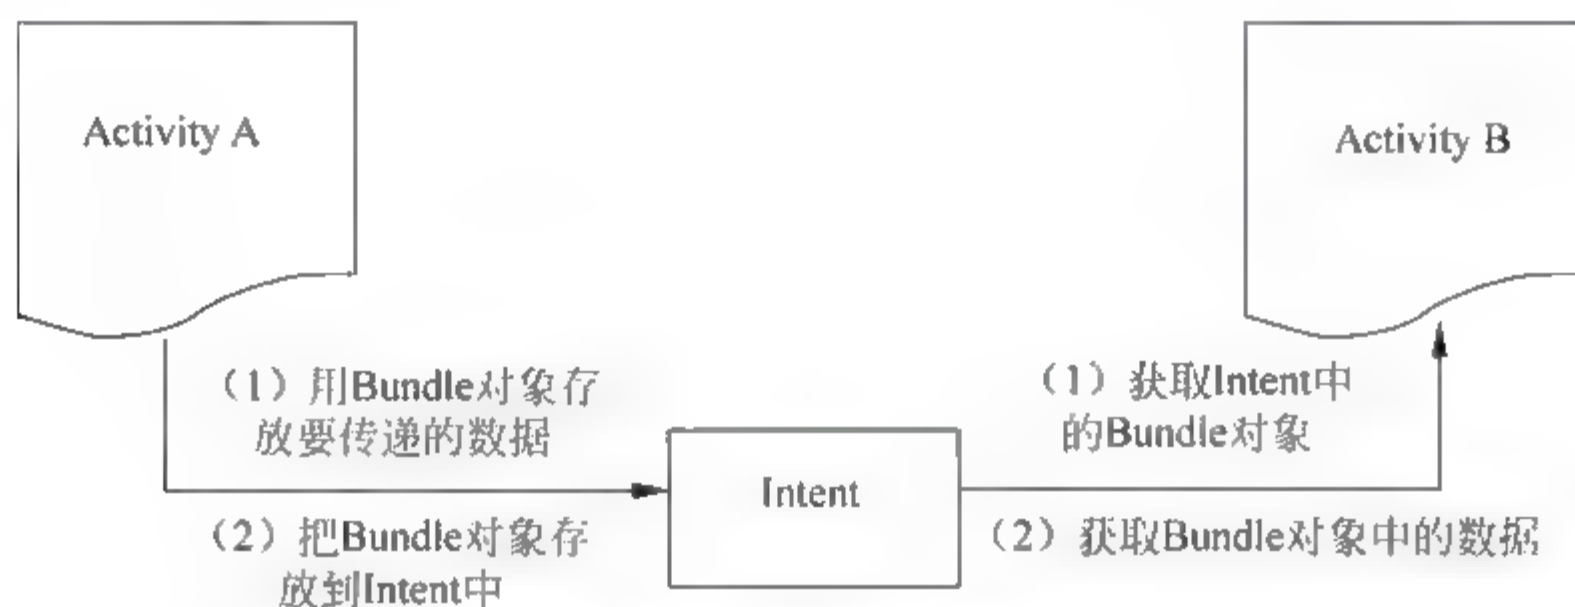 Activity A
Activity B
（1）用Bundle对象存
放要传递的数据
（2）把Bundle对象存
放到Intent中
Intent
（1）获取Intent中
的Bundle对象
（2）获取Bundle对象中的数据